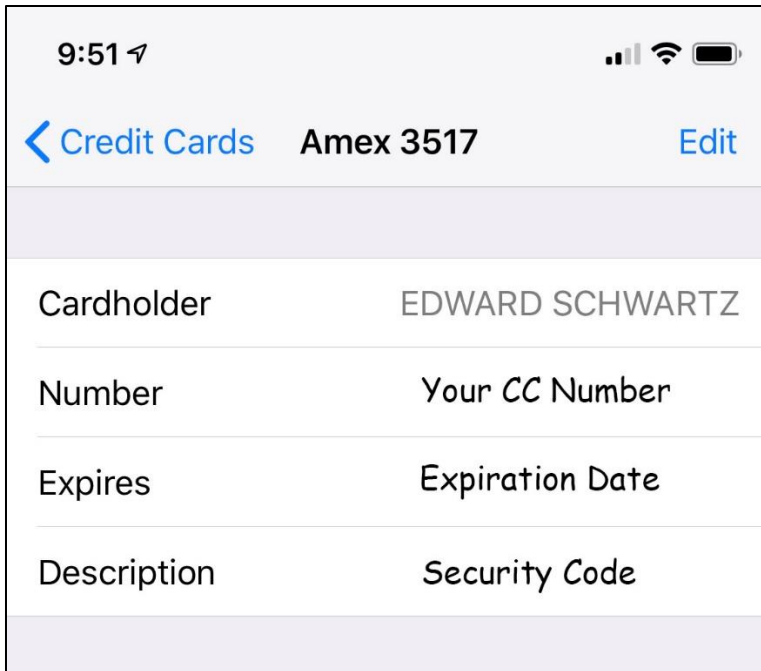 9:51
Credit Cards Amex 3517 Edit
Cardholder EDWARD SCHWARTZ
Number Your CC Number
Expires Expiration Date
Description Security Code